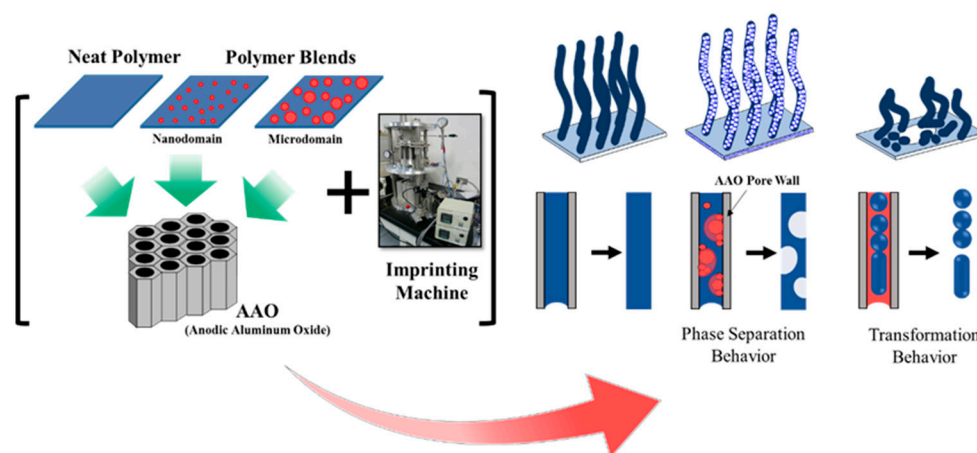 Neat Polymer
Polymer Blends
Nanodomain
Microdomain
AAO
(Anodic Aluminum Oxide)
Imprinting
Machine
AAO Pore Wall
Phase Separation
Behavior
Transformation
Behavior